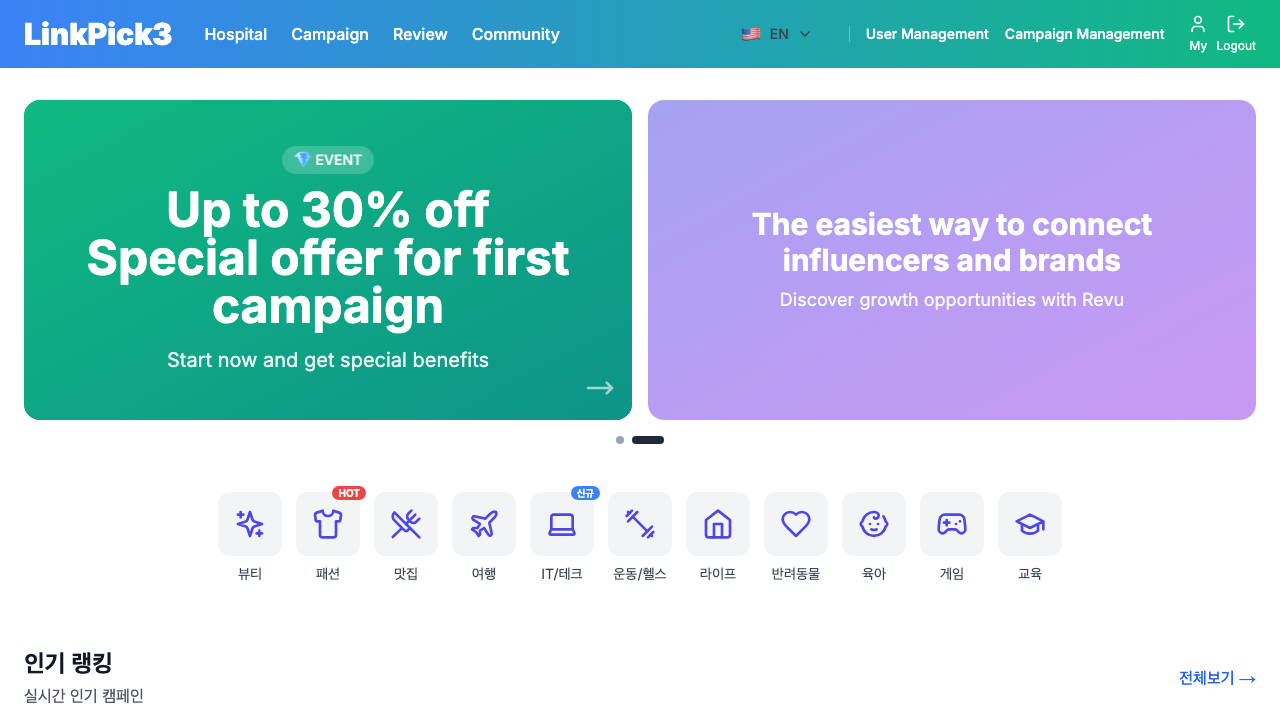 LinkPick3
Hospital
Campaign
Review
Community
EN
User Management
Campaign Management
My
Logout
EVENT
Up to 30% off
Special offer for first
campaign
Start now and get special benefits
The easiest way to connect
influencers and brands
Discover growth opportunities with Revu
HOT
신규
뷰티
패션
맛집
여행
IT/테크
운동/헬스
라이프
반려동물
육아
게임
교육
인기 랭킹
실시간 인기 캠페인
전체보기 →